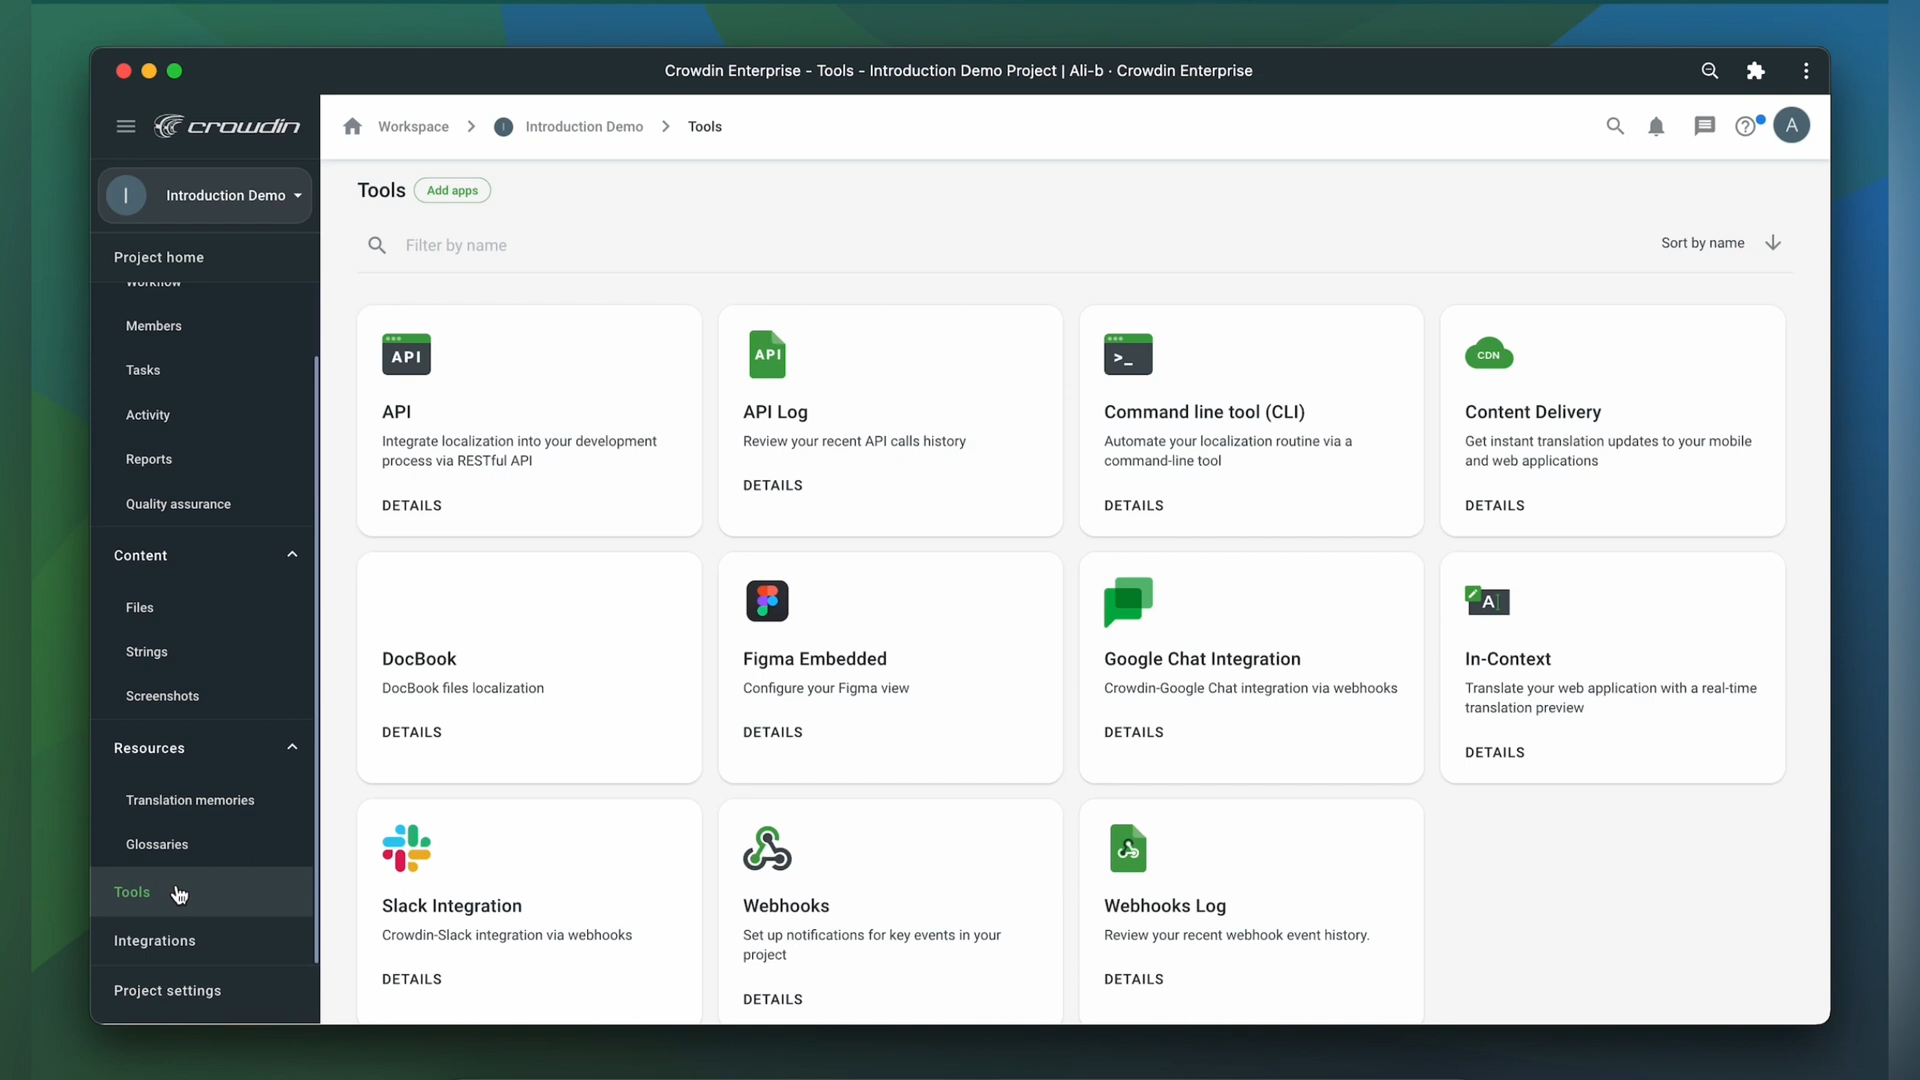 Crowdin Enterprise - Tools - Introduction Demo Project | Ali-b · Crowdin Enterprise
crowdin
Workspace
I
Introduction Demo
Tools
A
I
Introduction Demo
Project home
Workflow
Members
Tasks
Activity
Reports
Quality assurance
Content
Files
Strings
Screenshots
Resources
Translation memories
Glossaries
Tools
Integrations
Project settings
Tools
Add apps
Filter by name
Sort by name
API
API
Integrate localization into your development
process via RESTful API
DETAILS
API
API Log
Review your recent API calls history
DETAILS
>_
Command line tool (CLI)
Automate your localization routine via a
command-line tool
DETAILS
CDN
Content Delivery
Get instant translation updates to your mobile
and web applications
DETAILS
DocBook
DocBook files localization
DETAILS
Figma Embedded
Configure your Figma view
DETAILS
Google Chat Integration
Crowdin-Google Chat integration via webhooks
DETAILS
A
In-Context
Translate your web application with a real-time
translation preview
DETAILS
Slack Integration
Crowdin-Slack integration via webhooks
DETAILS
Webhooks
Set up notifications for key events in your
project
DETAILS
Webhooks Log
Review your recent webhook event history.
DETAILS